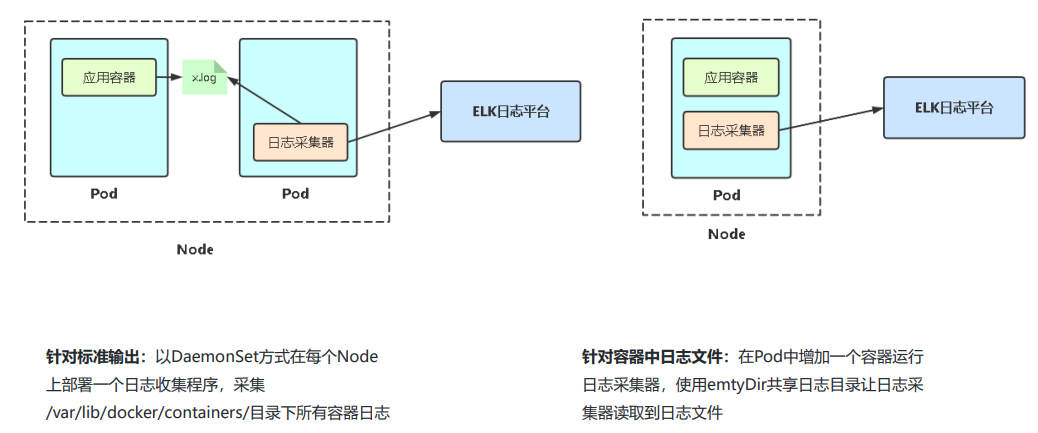 应用容器
x.log
日志采集器
Pod
Pod
Node
ELK日志平台
应用容器
日志采集器
Pod
Node
ELK日志平台
针对标准输出：以DaemonSet方式在每个Node
上部署一个日志收集程序，采集
/var/lib/docker/containers/目录下所有容器日志
针对容器中日志文件：在Pod中增加一个容器运行
日志采集器，使用emtyDir共享日志目录让日志采
集器读取到日志文件